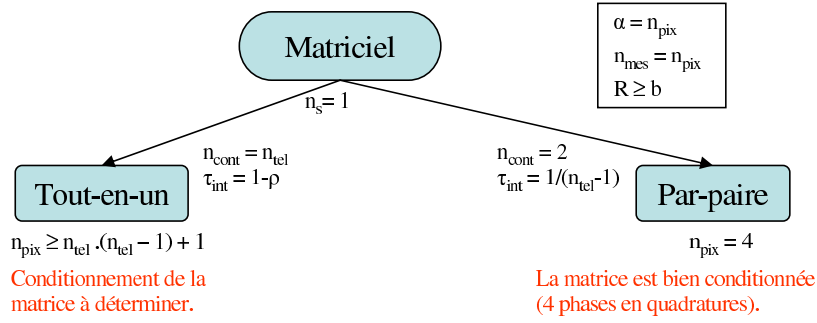 Matriciel
α = n_pix
n_mes = n_pix
R ≥ b
n_s = 1
n_cont = n_tel
τ_int = 1-ρ
n_cont = 2
τ_int = 1/(n_tel-1)
Tout-en-un
Par-paire
n_pix ≥ n_tel .(n_tel – 1) + 1
n_pix = 4
Conditionnement de la
matrice à déterminer.
La matrice est bien conditionnée
(4 phases en quadratures).